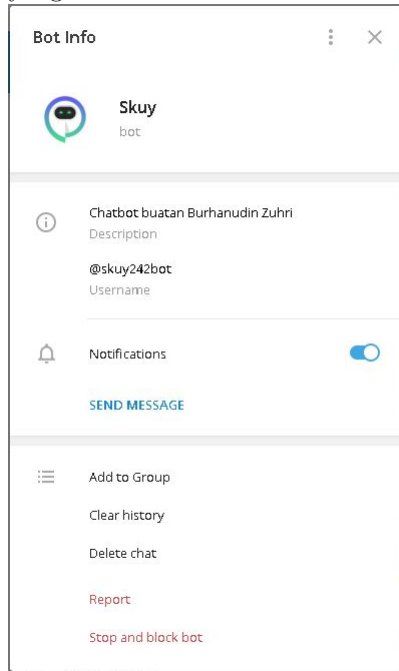 Bot Info
Skuy
bot
Chatbot buatan Burhanudin Zuhri
Description
@skuy242bot
Username
Notifications
SEND MESSAGE
Add to Group
Clear history
Delete chat
Report
Stop and block bot